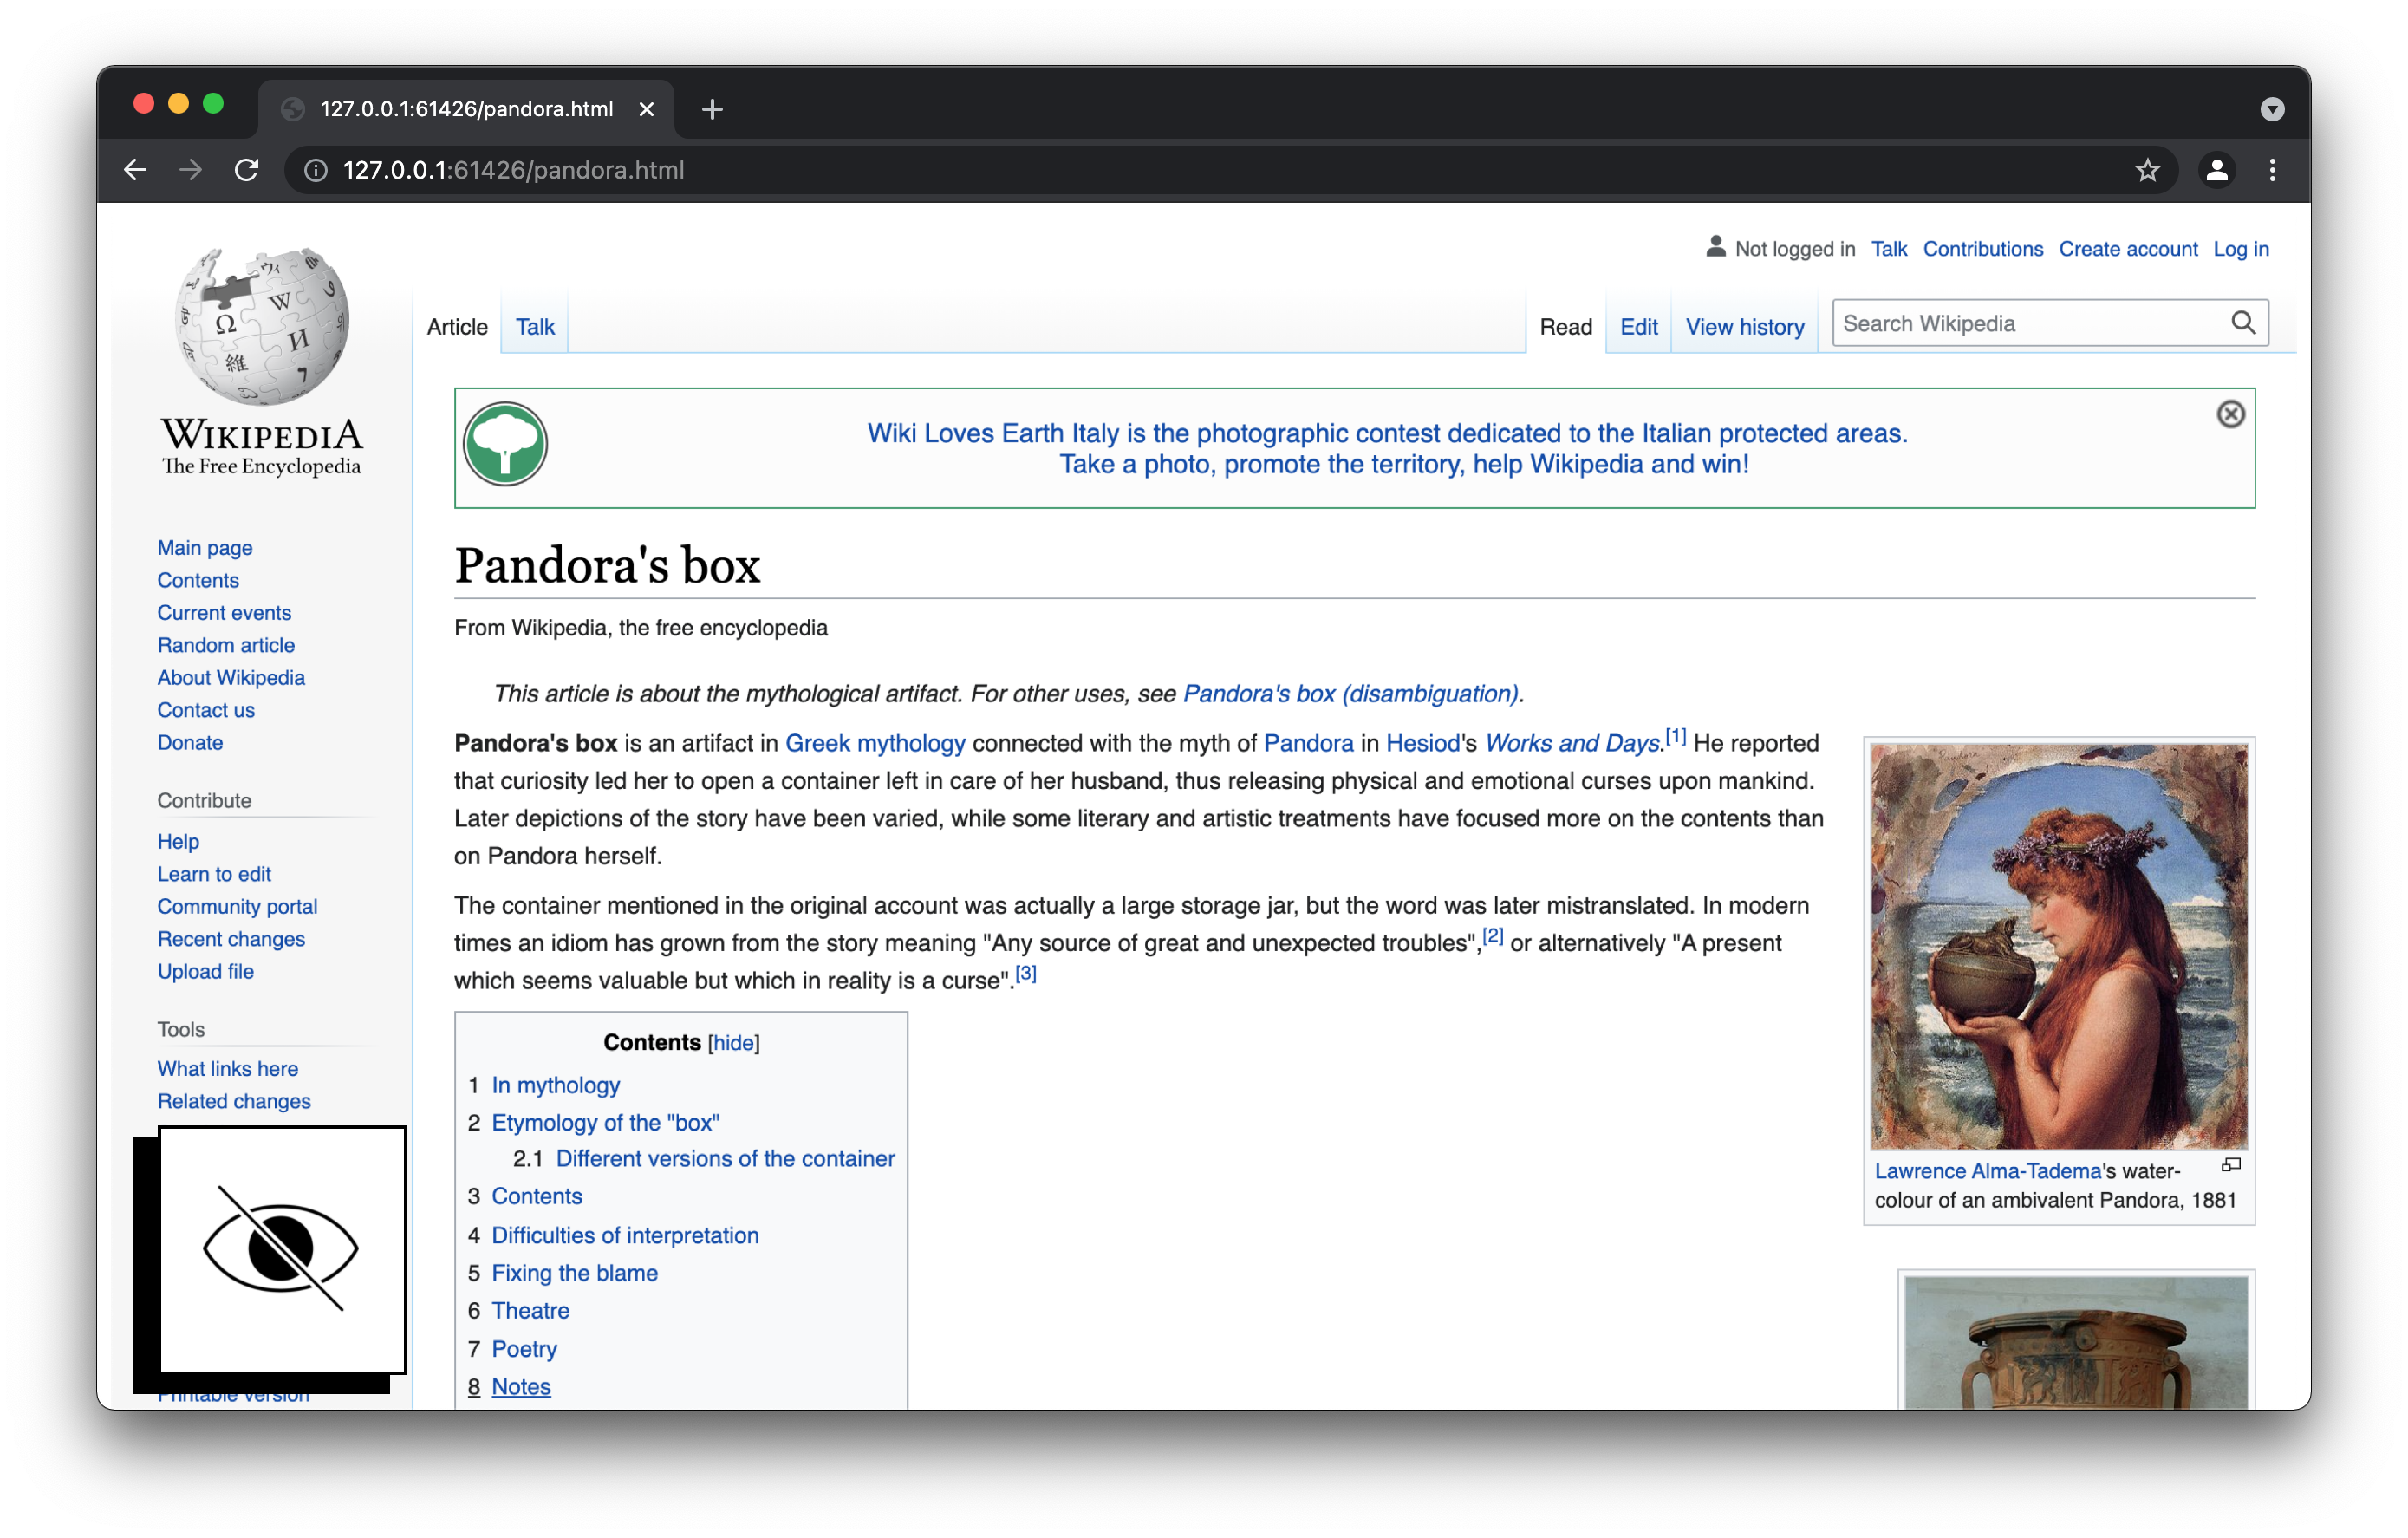 127.0.0.1:61426/pandora.html
127.0.0.1:61426/pandora.html
Not logged in Talk Contributions Create account Log in
Article Talk Read Edit View history Search Wikipedia
WIKIPEDIA
The Free Encyclopedia
Main page
Contents
Current events
Random article
About Wikipedia
Contact us
Donate
Contribute
Help
Learn to edit
Community portal
Recent changes
Upload file
Tools
What links here
Related changes
Printable version
Wiki Loves Earth Italy is the photographic contest dedicated to the Italian protected areas.
Take a photo, promote the territory, help Wikipedia and win!
Pandora's box
From Wikipedia, the free encyclopedia
This article is about the mythological artifact. For other uses, see Pandora's box (disambiguation).
Pandora's box is an artifact in Greek mythology connected with the myth of Pandora in Hesiod's Works and Days.[1] He reported
that curiosity led her to open a container left in care of her husband, thus releasing physical and emotional curses upon mankind.
Later depictions of the story have been varied, while some literary and artistic treatments have focused more on the contents than
on Pandora herself.
The container mentioned in the original account was actually a large storage jar, but the word was later mistranslated. In modern
times an idiom has grown from the story meaning "Any source of great and unexpected troubles",[2] or alternatively "A present
which seems valuable but which in reality is a curse".[3]
Contents [hide]
1 In mythology
2 Etymology of the "box"
2.1 Different versions of the container
3 Contents
4 Difficulties of interpretation
5 Fixing the blame
6 Theatre
7 Poetry
8 Notes
Lawrence Alma-Tadema's water-
colour of an ambivalent Pandora, 1881